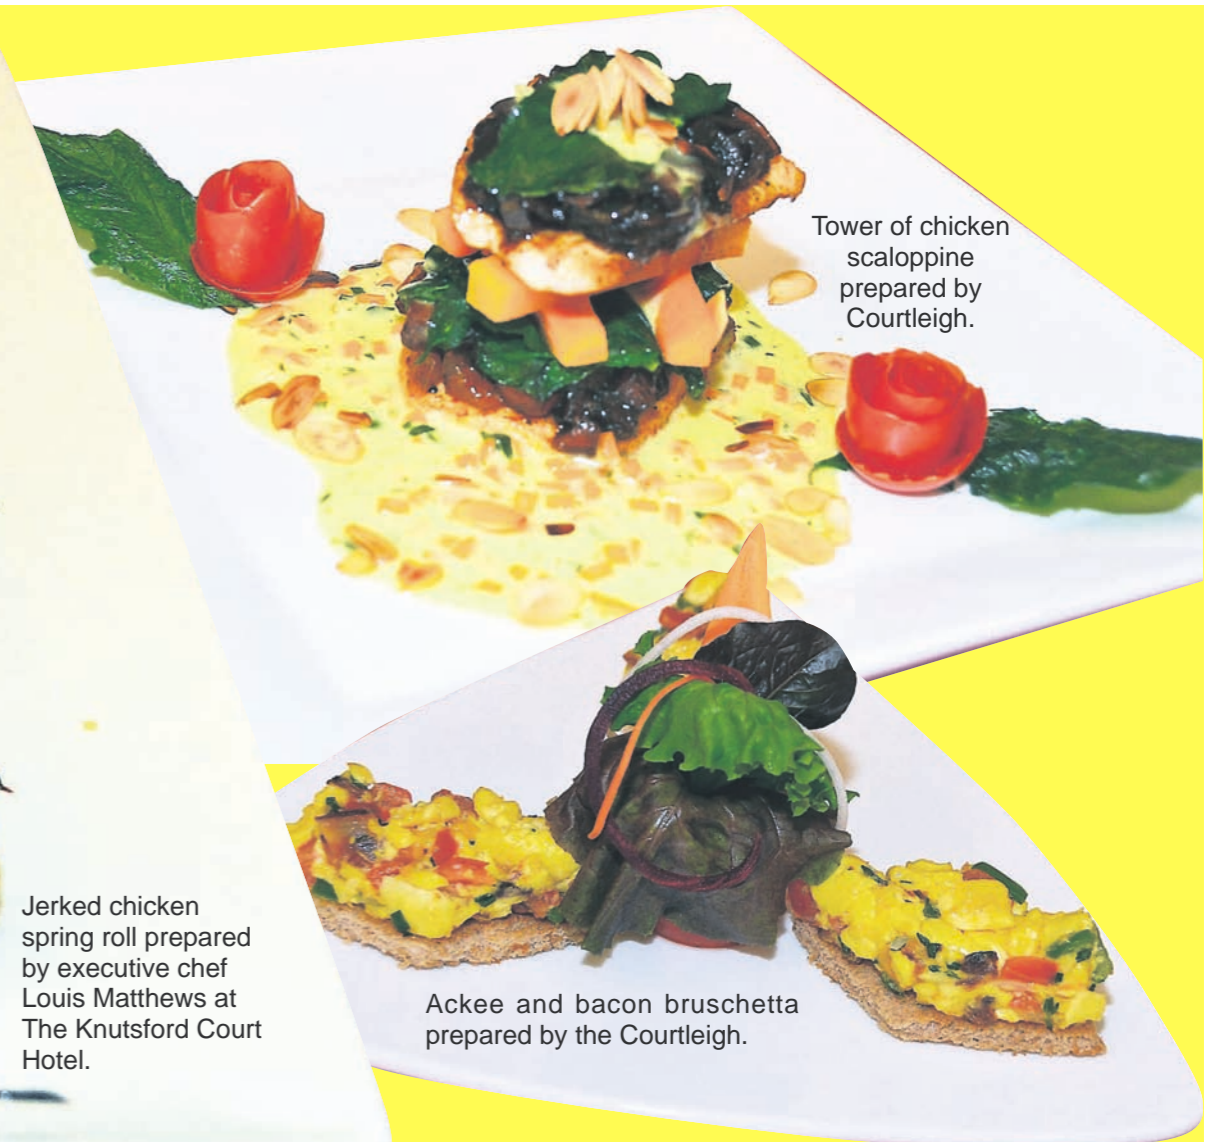 Tower of chicken
scaloppine
prepared by
Courtleigh.
Jerked chicken
spring roll prepared
by executive chef
Louis Matthews at
The Knutsford Court
Hotel.
Ackee and bacon bruschetta
prepared by the Courtleigh.